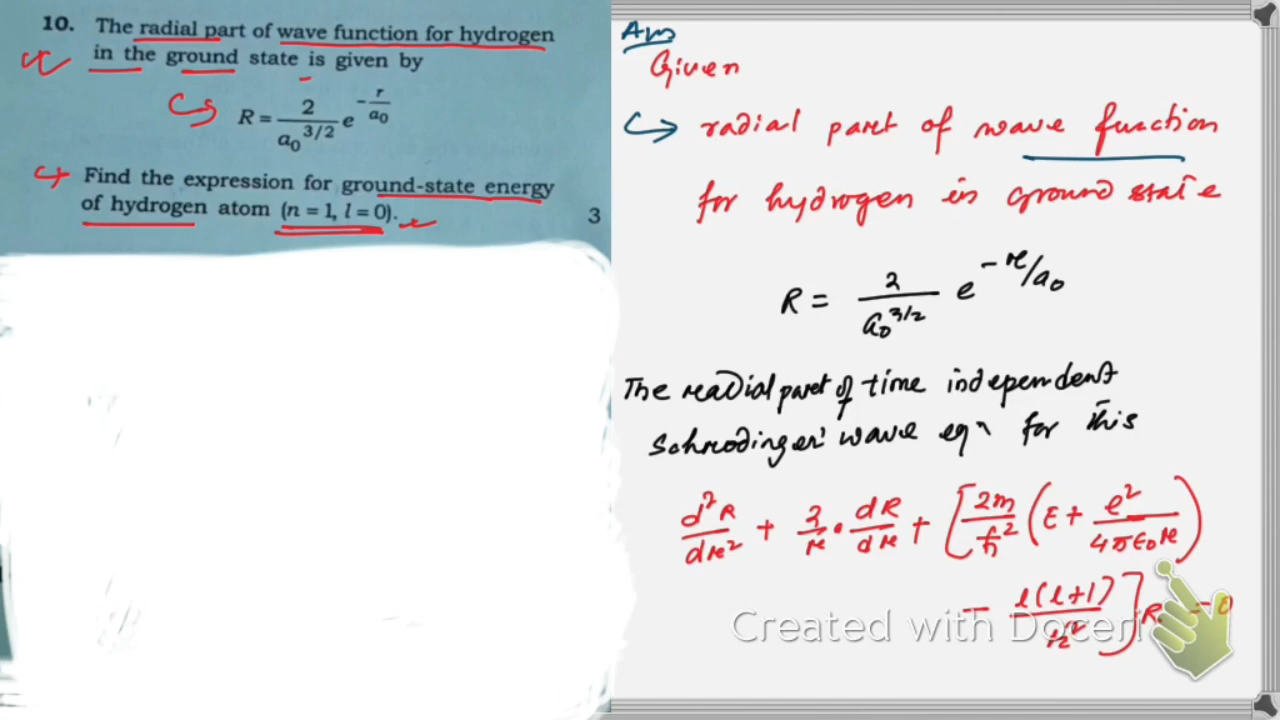 10. The radial part of wave function for hydrogen
in the ground state is given by
R = 2/a₀^3/2 e^-r/a₀
Find the expression for ground-state energy
of hydrogen atom (n = 1, l = 0).
3
Ans
Given
radial part of wave function
for hydrogen in ground state
R = 2/a₀^3/2 e^-r/a₀
The radial part of time independent
Schrodinger wave eqn for this
d²R/dr² + 2/r · dR/dr + [2m/ħ² (E + e²/4πε₀r)
- l(l+1)/r²] R = 0
Created with Doceri